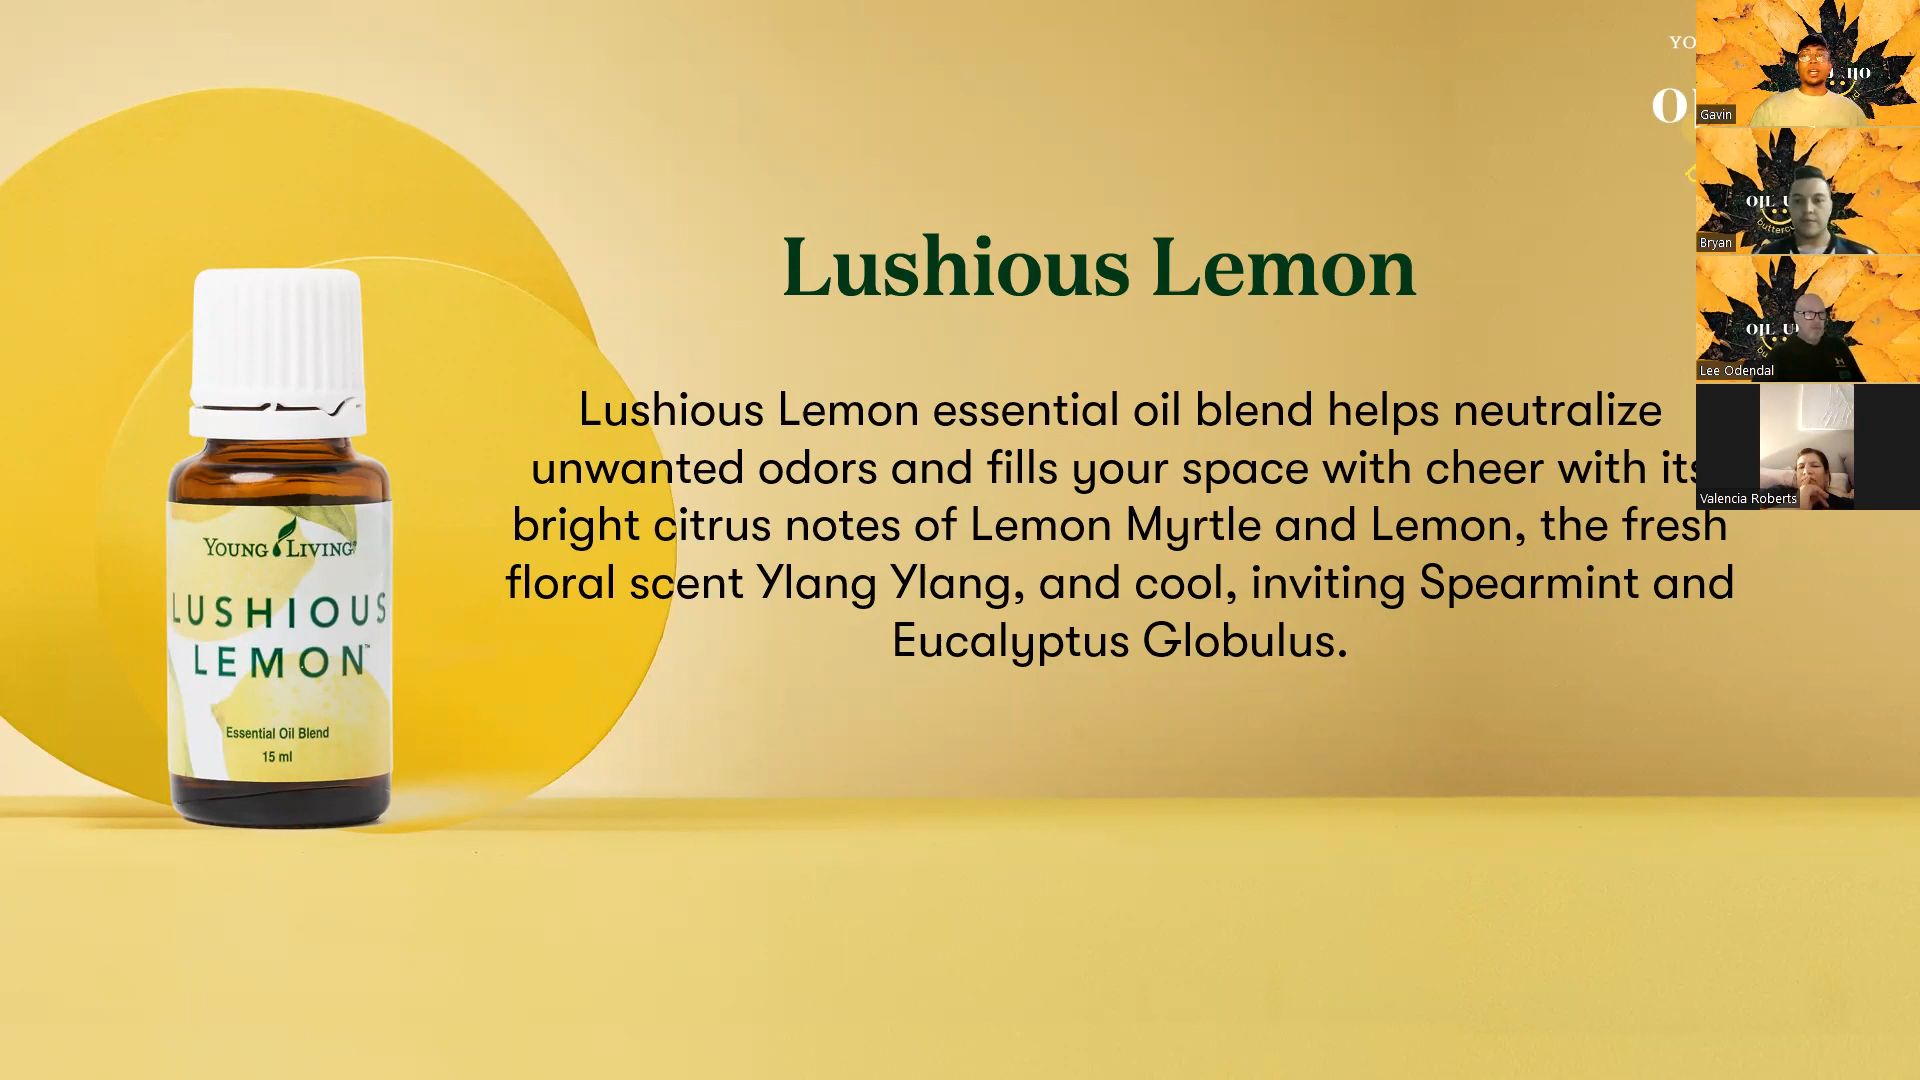 Lushious Lemon
Lushious Lemon essential oil blend helps neutralize
unwanted odors and fills your space with cheer with its
bright citrus notes of Lemon Myrtle and Lemon, the fresh
floral scent Ylang Ylang, and cool, inviting Spearmint and
Eucalyptus Globulus.
YOUNG LIVING
LUSHIOUS
LEMON™
Essential Oil Blend
15 ml
Gavin
Bryan
Lee Odendal
Valencia Roberts